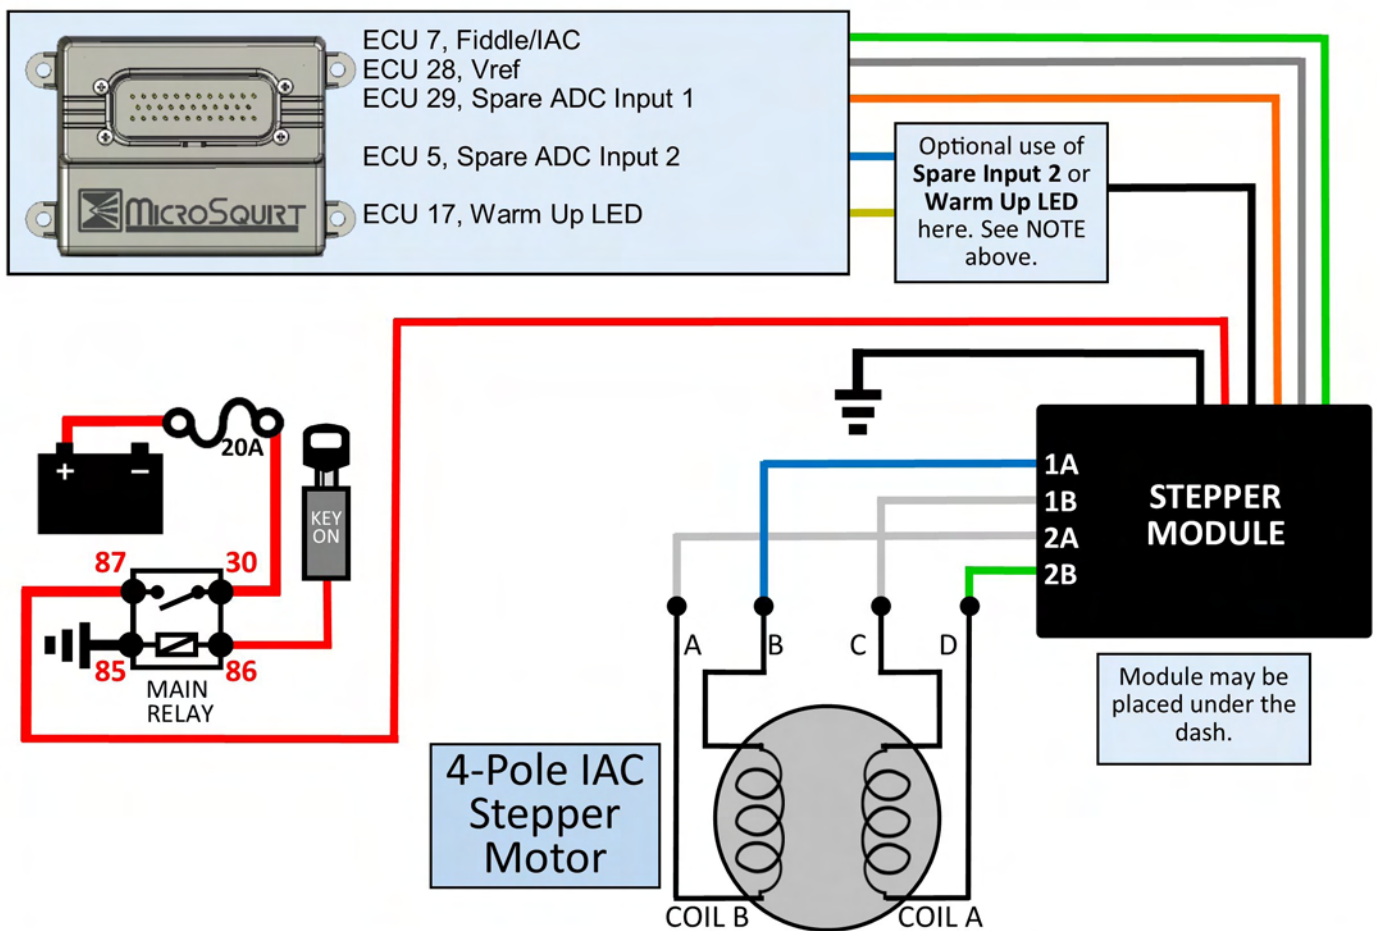 ECU 7, Fiddle/IAC
ECU 28, Vref
ECU 29, Spare ADC Input 1
ECU 5, Spare ADC Input 2
ECU 17, Warm Up LED
MICROSQUIRT
Optional use of
Spare Input 2 or
Warm Up LED
here. See NOTE
above.
20A
+ −
KEY
ON
87
30
85
86
MAIN
RELAY
1A
1B
2A
2B
STEPPER
MODULE
A
B
C
D
Module may be
placed under the
dash.
4-Pole IAC
Stepper
Motor
COIL B
COIL A